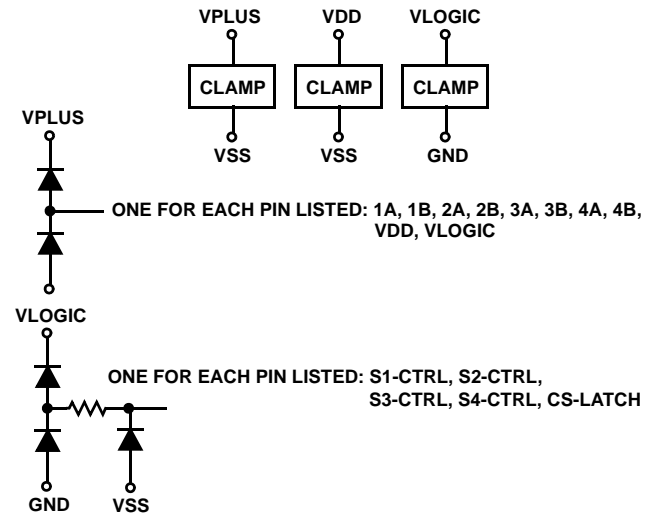 VPLUS VDD VLOGIC
CLAMP CLAMP CLAMP
VSS VSS GND
VPLUS
ONE FOR EACH PIN LISTED: 1A, 1B, 2A, 2B, 3A, 3B, 4A, 4B,
VDD, VLOGIC
VLOGIC
ONE FOR EACH PIN LISTED: S1-CTRL, S2-CTRL,
S3-CTRL, S4-CTRL, CS-LATCH
GND VSS